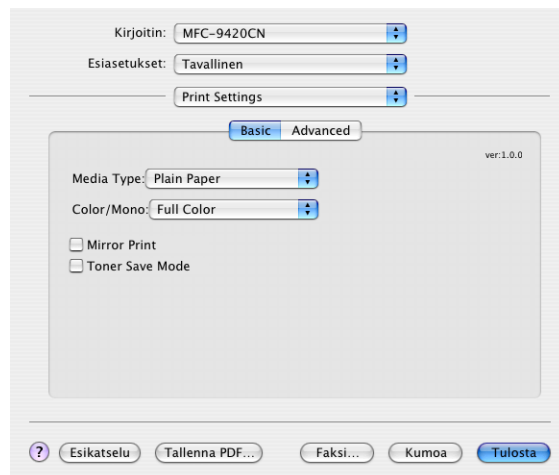 Kirjoitin: MFC-9420CN
Esiasetukset: Tavallinen
Print Settings
Basic Advanced
ver:1.0.0
Media Type: Plain Paper
Color/Mono: Full Color
Mirror Print
Toner Save Mode
? Esikatselu Tallenna PDF... Faksi... Kumoa Tulosta